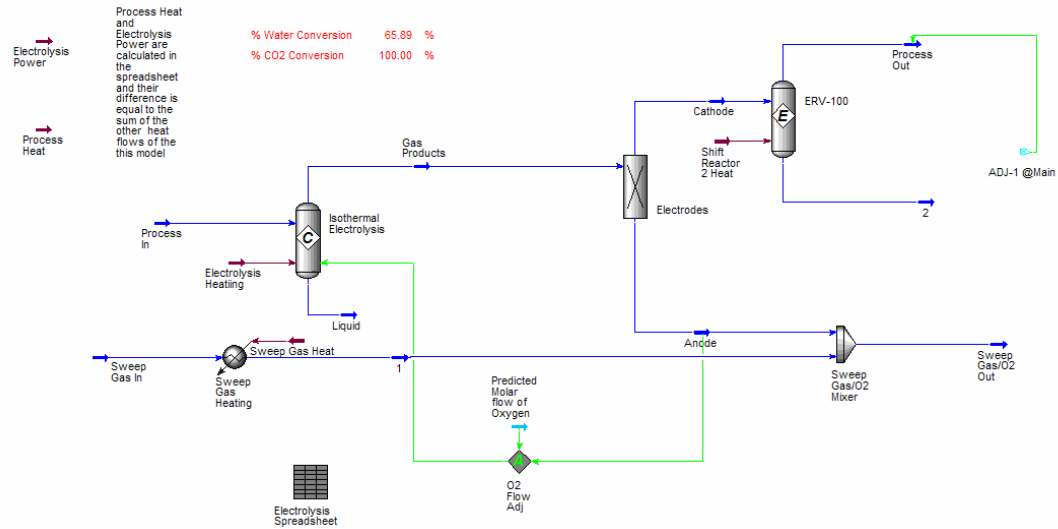 Electrolysis
Power
Process
Heat
Process Heat
and
Electrolysis
Power are
calculated in
the
spreadsheet
and their
difference is
equal to the
sum of the
other heat
flows of the
this model
% Water Conversion 65.89 %
% CO2 Conversion 100.00 %
Process
Out
Cathode
E
ERV-100
Shift
Reactor
2 Heat
ADJ-1 @Main
2
Gas
Products
Electrodes
Process
In
C
Isothermal
Electrolysis
Electrolysis
Heatiing
Liquid
Anode
Sweep
Gas In
Sweep Gas Heat
Sweep
Gas
Heating
1
Sweep
Gas/O2
Mixer
Sweep
Gas/O2
Out
Predicted
Molar
flow of
Oxygen
A
O2
Flow
Adj
Electrolysis
Spreadsheet